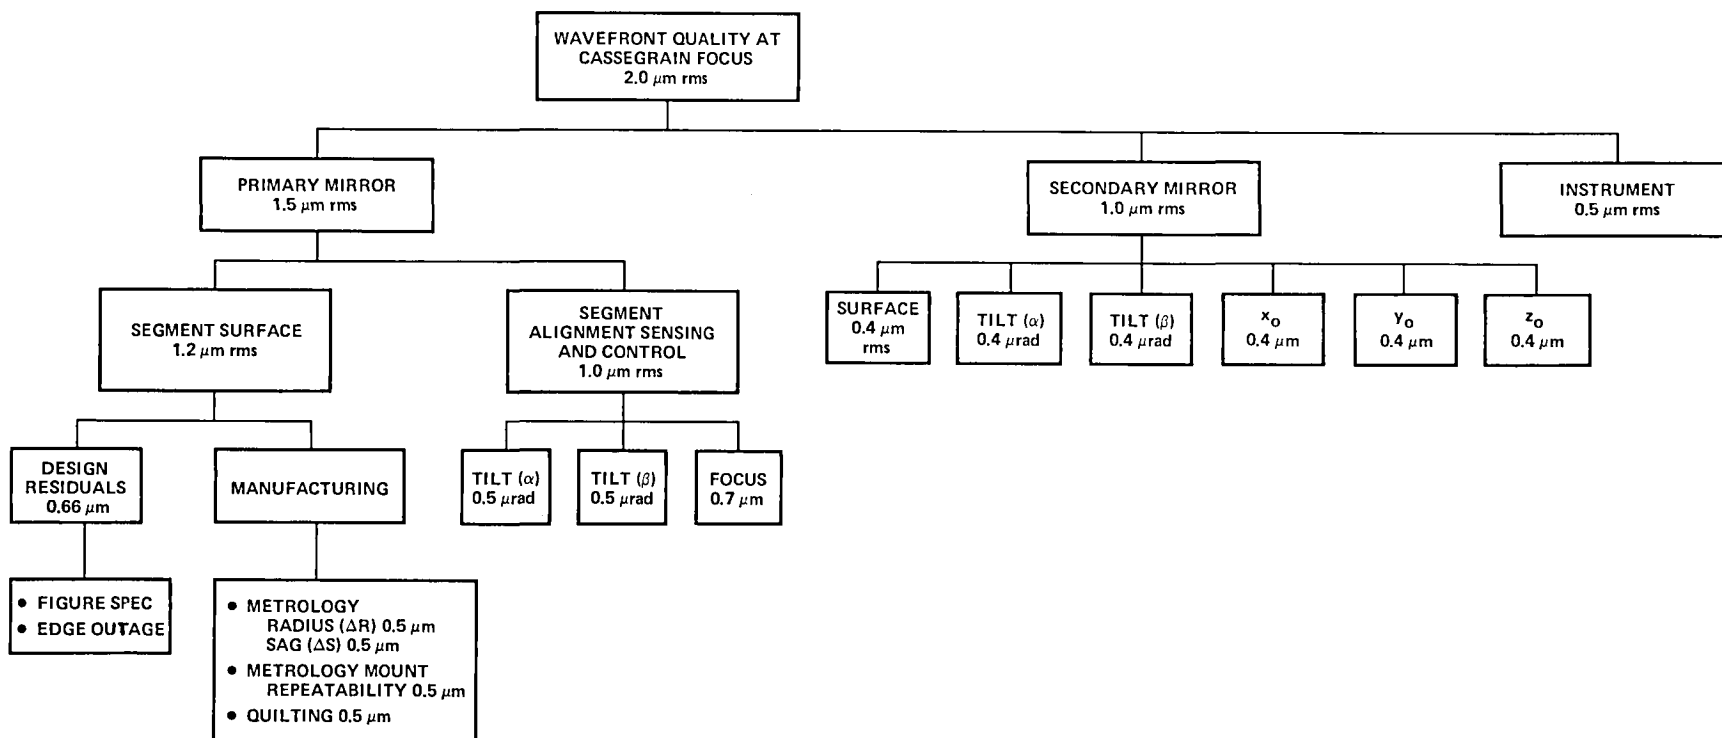 WAVEFRONT QUALITY AT
CASSEGRAIN FOCUS
2.0 μm rms
PRIMARY MIRROR
1.5 μm rms
SECONDARY MIRROR
1.0 μm rms
INSTRUMENT
0.5 μm rms
SEGMENT SURFACE
1.2 μm rms
SEGMENT
ALIGNMENT SENSING
AND CONTROL
1.0 μm rms
SURFACE
0.4 μm
rms
TILT (α)
0.4 μrad
TILT (β)
0.4 μrad
x₀
0.4 μm
y₀
0.4 μm
z₀
0.4 μm
DESIGN
RESIDUALS
0.66 μm
MANUFACTURING
TILT (α)
0.5 μrad
TILT (β)
0.5 μrad
FOCUS
0.7 μm
• FIGURE SPEC
• EDGE OUTAGE
• METROLOGY
RADIUS (ΔR) 0.5 μm
SAG (ΔS) 0.5 μm
• METROLOGY MOUNT
REPEATABILITY 0.5 μm
• QUILTING 0.5 μm